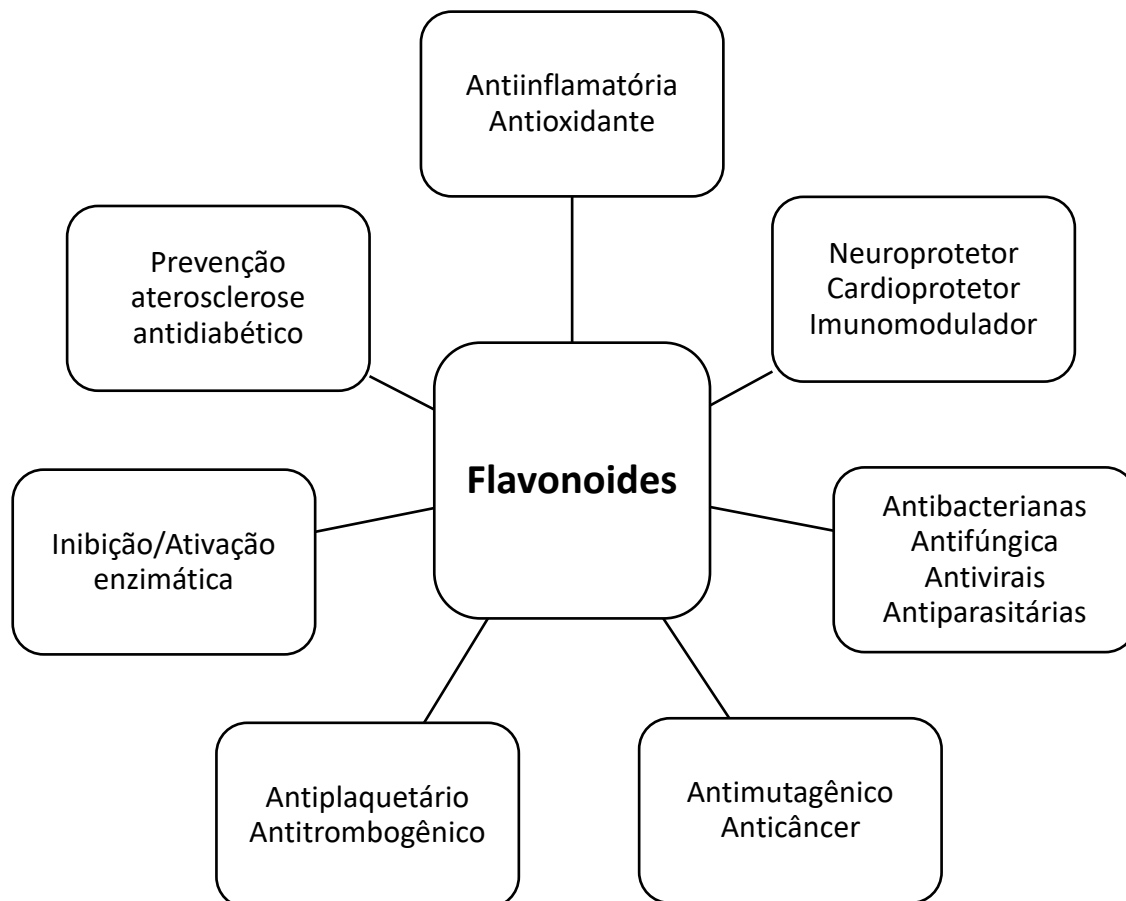 Antiinflamatória
Antioxidante
Prevenção
aterosclerose
antidiabético
Neuroprotetor
Cardioprotetor
Imunomodulador
Flavonoides
Inibição/Ativação
enzimática
Antibacterianas
Antifúngica
Antivirais
Antiparasitárias
Antiplaquetário
Antitrombogênico
Antimutagênico
Anticâncer